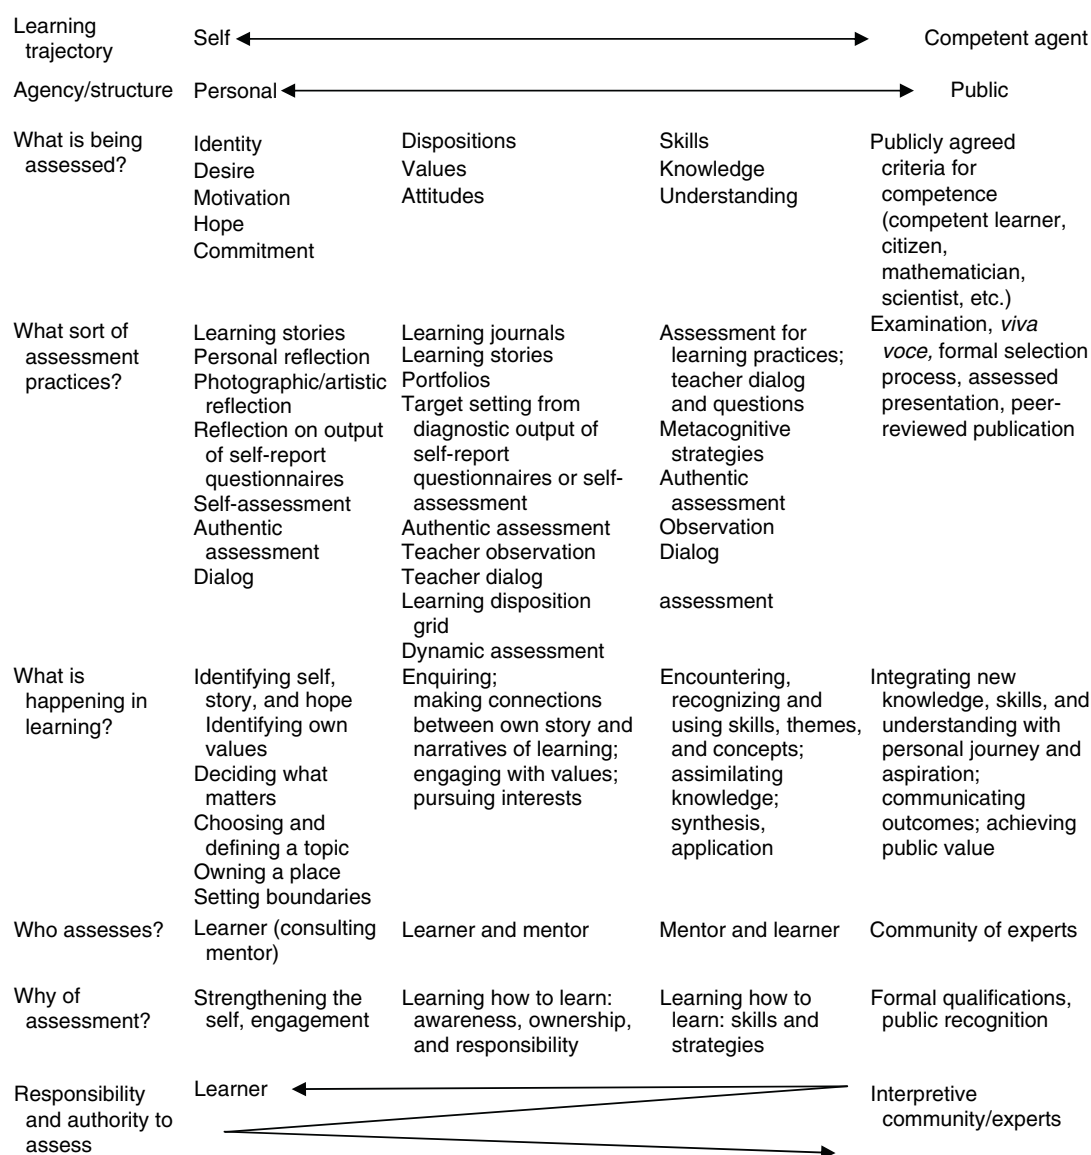 Learning
trajectory
Self
Competent agent
Agency/structure
Personal
Public
What is being
assessed?
Identity
Desire
Motivation
Hope
Commitment
Dispositions
Values
Attitudes
Skills
Knowledge
Understanding
Publicly agreed
criteria for
competence
(competent learner,
citizen,
mathematician,
scientist, etc.)
What sort of
assessment
practices?
Learning stories
Personal reflection
Photographic/artistic
reflection
Reflection on output
of self-report
questionnaires
Self-assessment
Authentic
assessment
Dialog
Learning journals
Learning stories
Portfolios
Target setting from
diagnostic output of
self-report
questionnaires or self-
assessment
Authentic assessment
Teacher observation
Teacher dialog
Learning disposition
grid
Dynamic assessment
Assessment for
learning practices;
teacher dialog
and questions
Metacognitive
strategies
Authentic
assessment
Observation
Dialog
assessment
Examination, viva
voce, formal selection
process, assessed
presentation, peer-
reviewed publication
What is
happening in
learning?
Identifying self,
story, and hope
Identifying own
values
Deciding what
matters
Choosing and
defining a topic
Owning a place
Setting boundaries
Enquiring;
making connections
between own story and
narratives of learning;
engaging with values;
pursuing interests
Encountering,
recognizing and
using skills, themes,
and concepts;
assimilating
knowledge;
synthesis,
application
Integrating new
knowledge, skills, and
understanding with
personal journey and
aspiration;
communicating
outcomes; achieving
public value
Who assesses?
Learner (consulting
mentor)
Learner and mentor
Mentor and learner
Community of experts
Why of
assessment?
Strengthening the
self, engagement
Learning how to learn:
awareness, ownership,
and responsibility
Learning how to
learn: skills and
strategies
Formal qualifications,
public recognition
Responsibility
and authority to
assess
Learner
Interpretive
community/experts